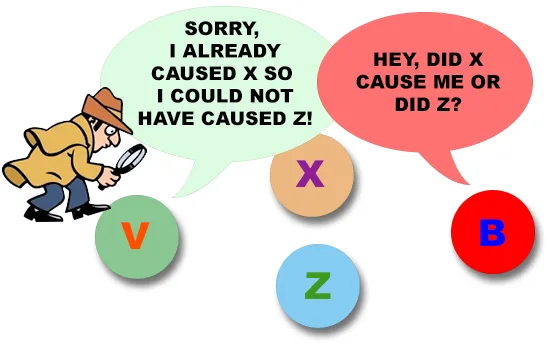 SORRY,
I ALREADY
CAUSED X SO
I COULD NOT
HAVE CAUSED Z!
HEY, DID X
CAUSE ME OR
DID Z?
X
V
B
Z